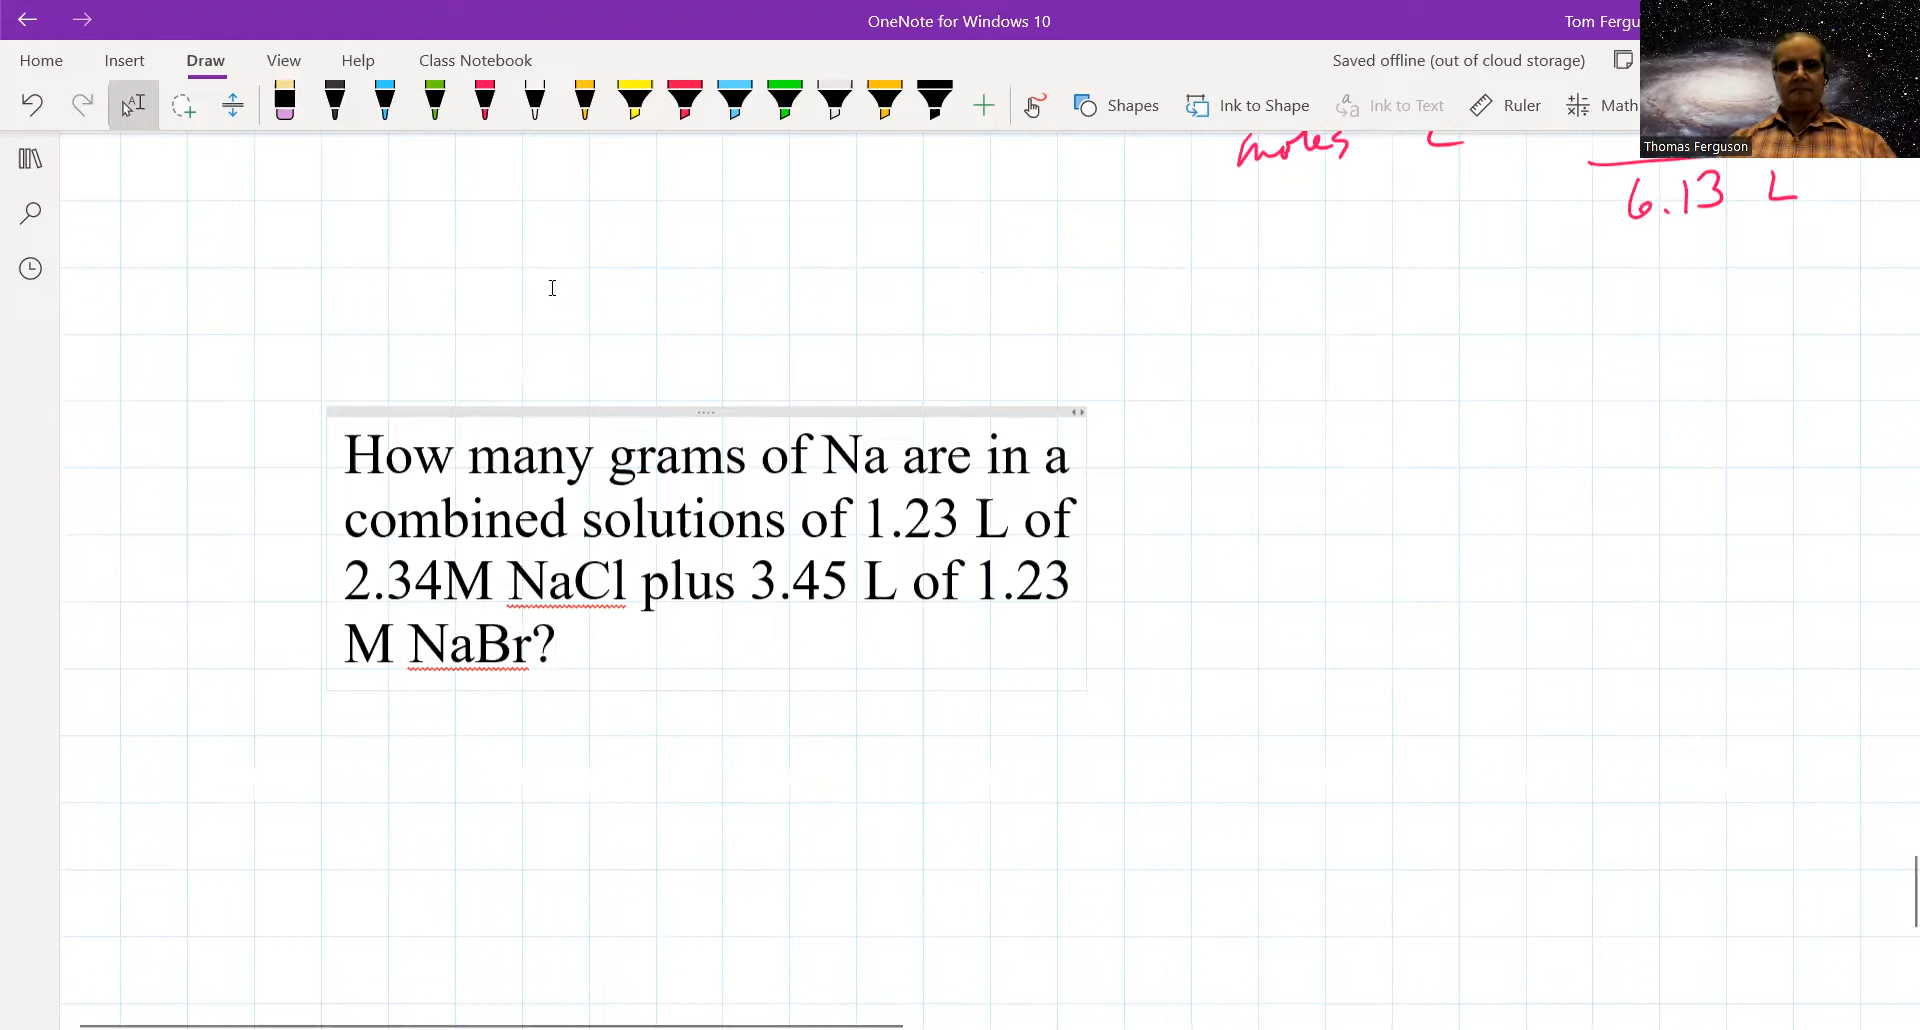 OneNote for Windows 10
Tom Fergu
Home Insert Draw View Help Class Notebook
Saved offline (out of cloud storage)
Shapes Ink to Shape Ink to Text Ruler Math
Thomas Ferguson
moles L
6.13 L
How many grams of Na are in a
combined solutions of 1.23 L of
2.34M NaCl plus 3.45 L of 1.23
M NaBr?